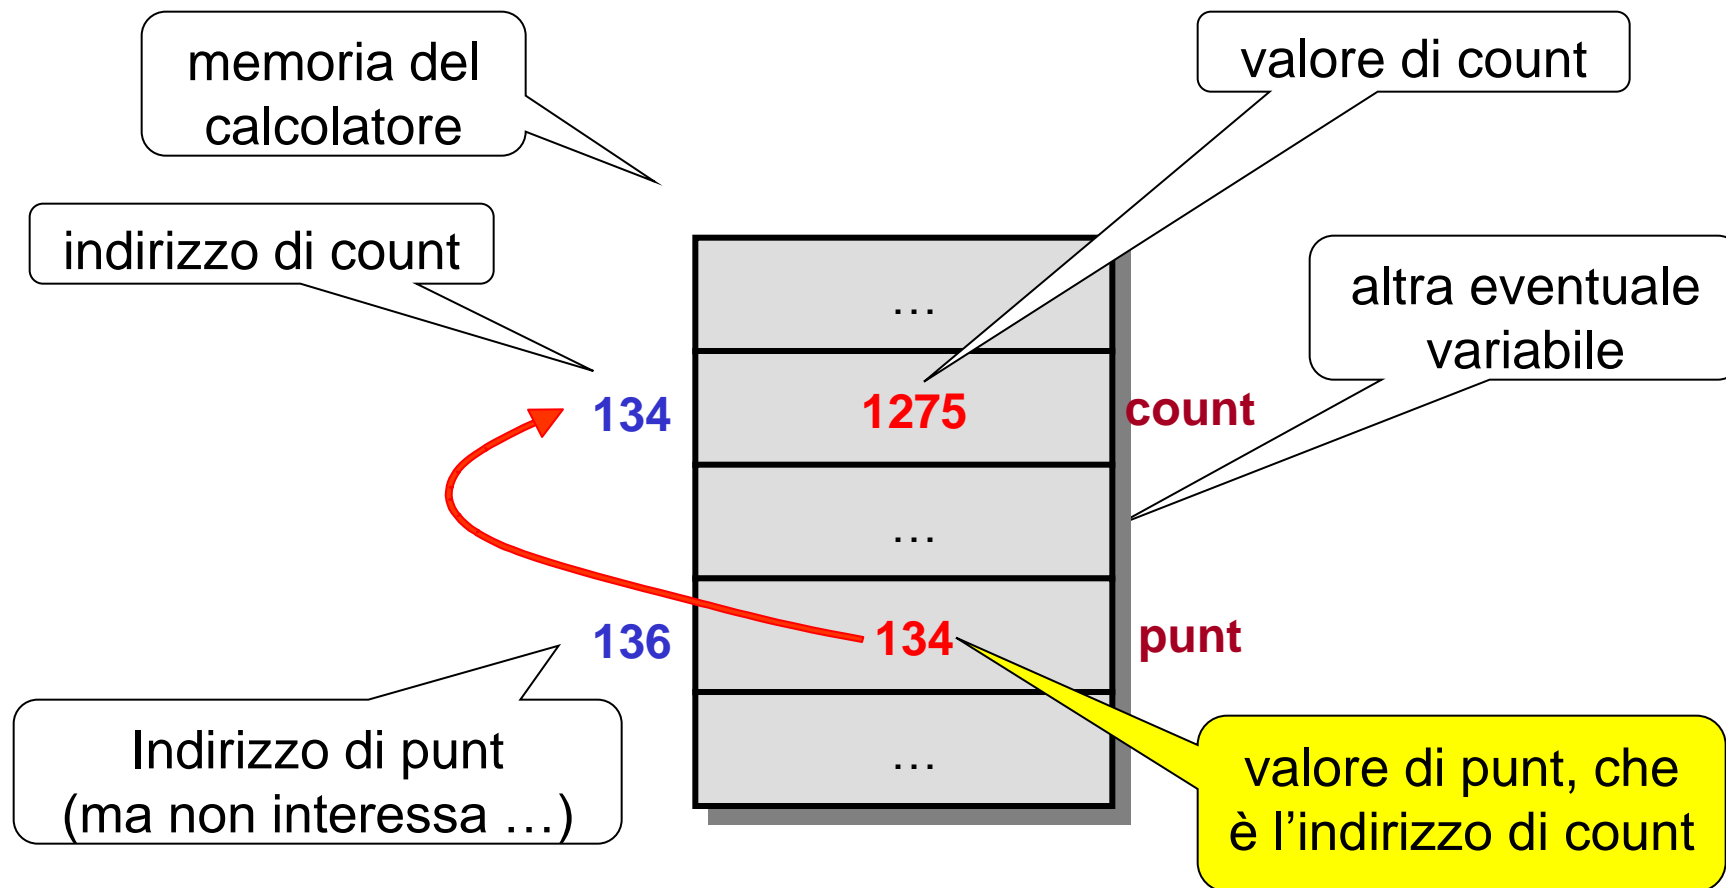 memoria del
calcolatore
valore di count
indirizzo di count
altra eventuale
variabile
…
134 1275 count
…
136 134 punt
…
Indirizzo di punt
(ma non interessa …)
valore di punt, che
è l’indirizzo di count